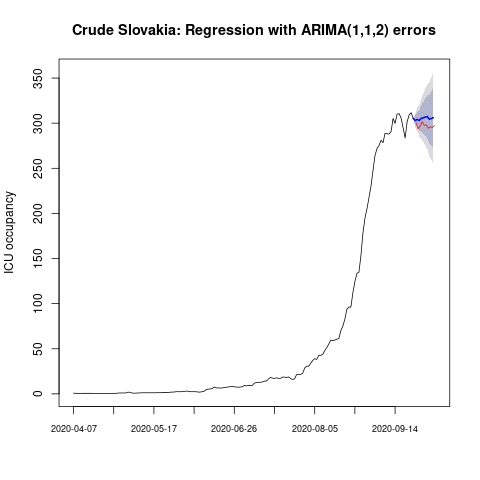 Crude Slovakia: Regression with ARIMA(1,1,2) errors
ICU occupancy
350
300
250
200
150
100
50
0
2020-04-07 2020-05-17 2020-06-26 2020-08-05 2020-09-14